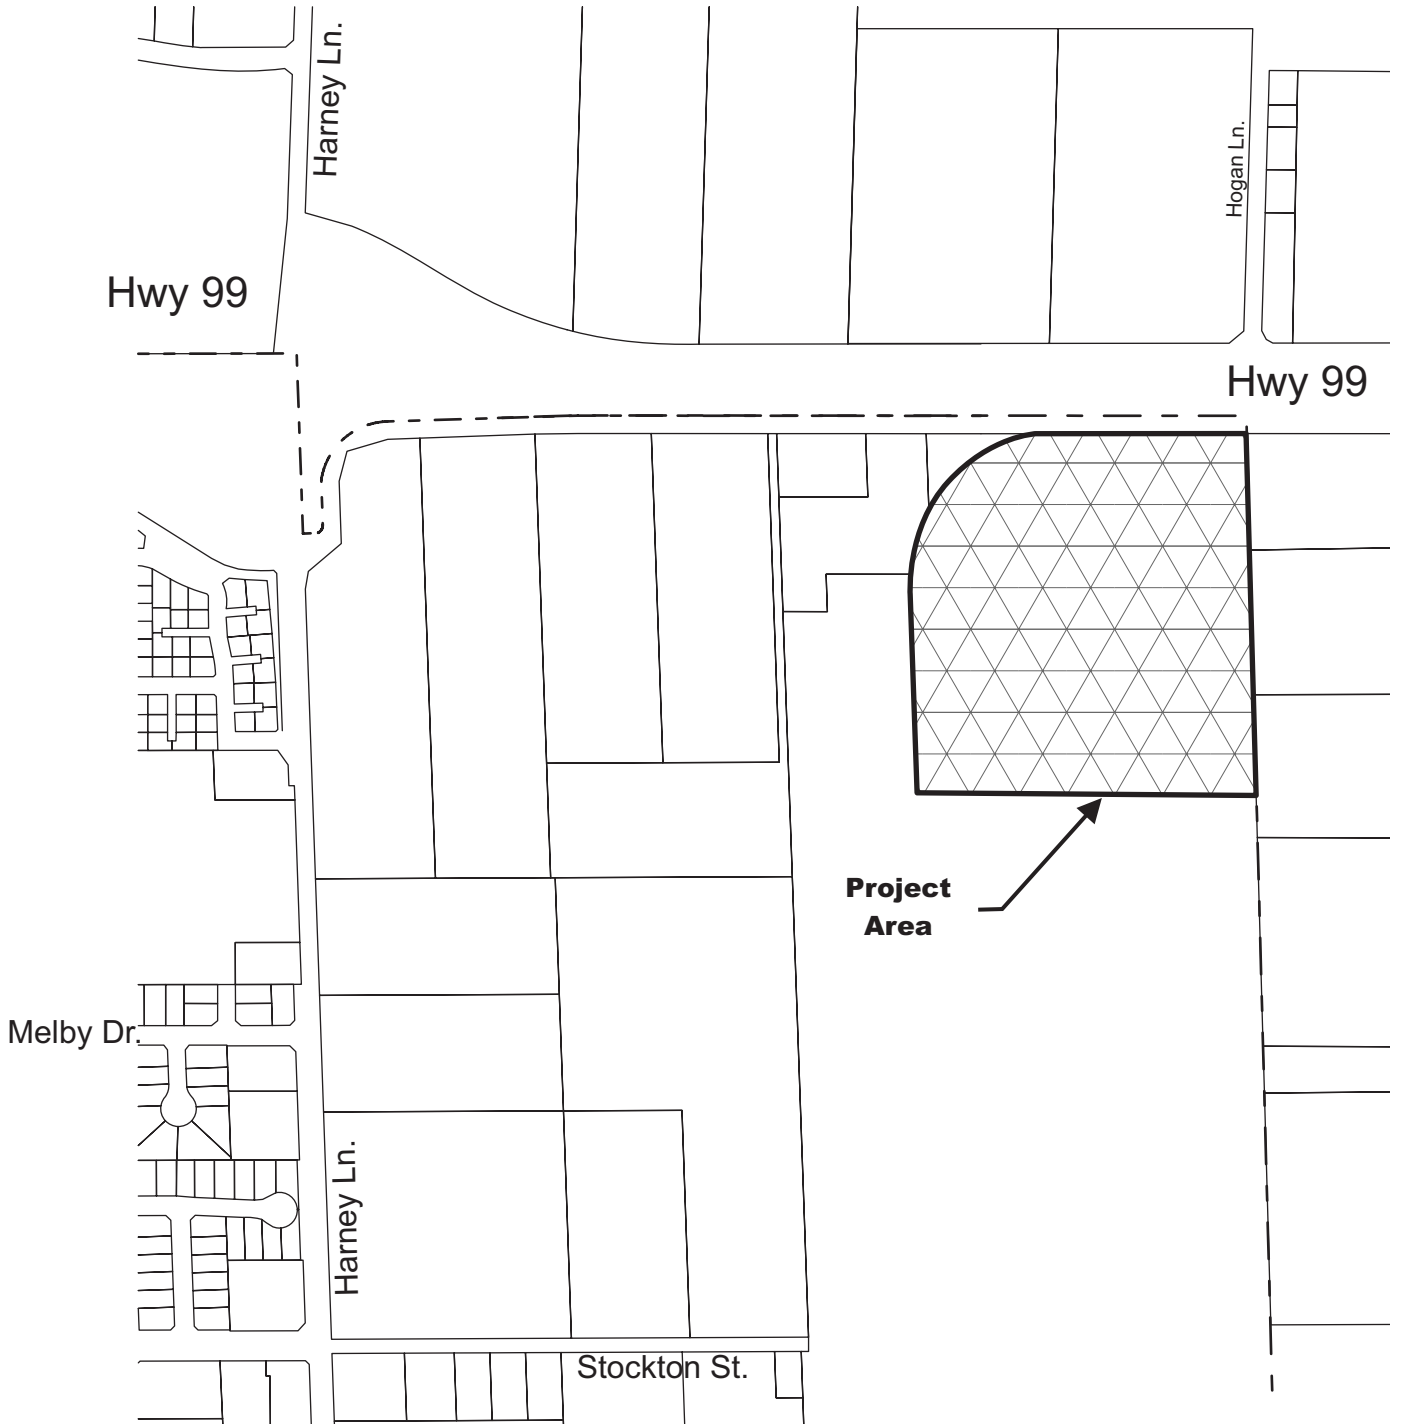 Harney Ln.
Hogan Ln.
Hwy 99
Hwy 99
Project
Area
Melby Dr.
Harney Ln.
Stockton St.